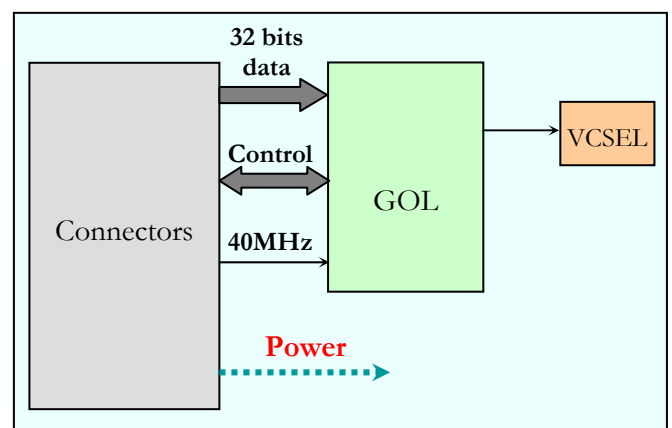 32 bits
data
Control
40MHz
Power
Connectors
GOL
VCSEL